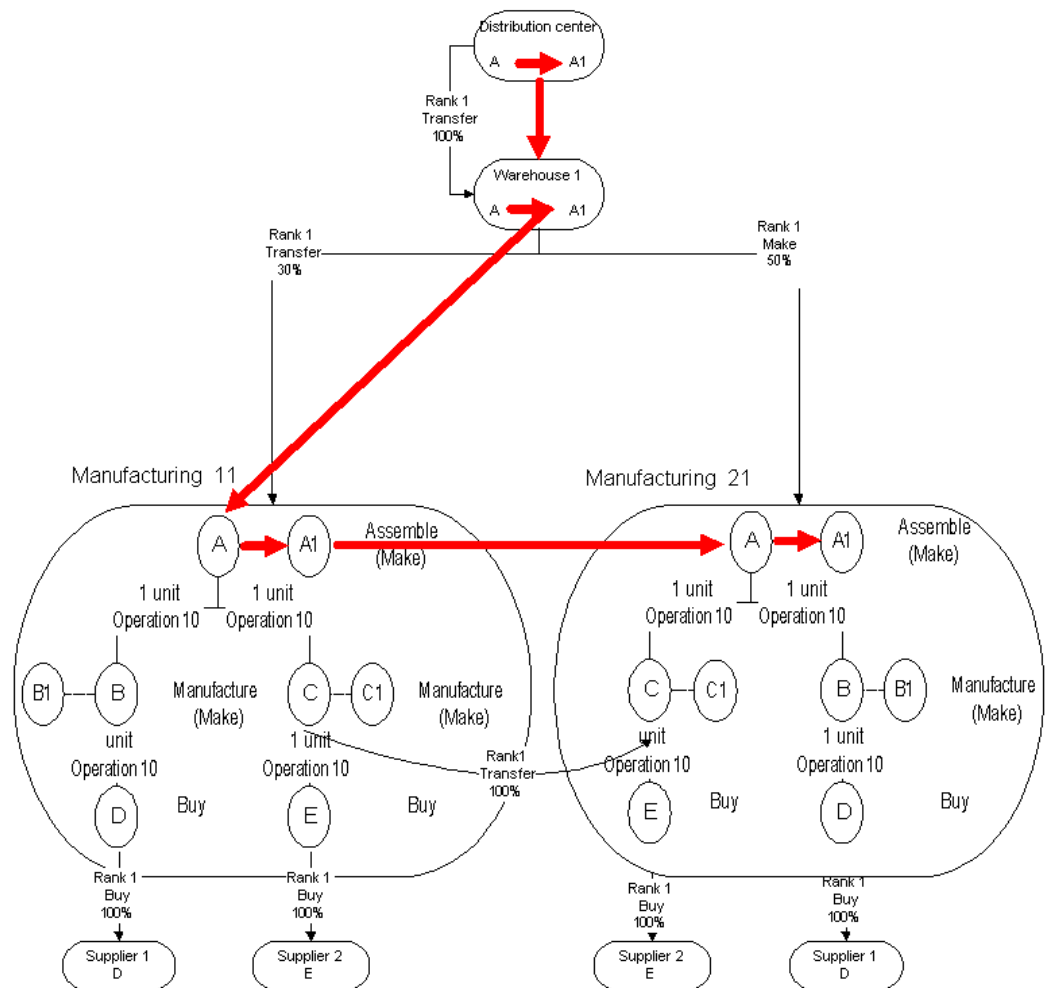 Distribution center
A A1
Rank 1
Transfer
100%
Warehouse 1
A A1
Rank 1
Transfer
30%
Rank 1
Make
50%
Manufacturing 11
A A1 Assemble
(Make)
1 unit 1 unit
Operation 10 Operation 10
B1 B Manufacture
(Make)
C C1 Manufacture
(Make)
unit 1 unit
Operation 10 Operation 10
D Buy E Buy
Rank1
Transfer
100%
Manufacturing 21
A A1 Assemble
(Make)
1 unit 1 unit
Operation 10 Operation 10
C C1 B B1 Manufacture
(Make)
unit 1 unit
Operation 10 Operation 10
E Buy D Buy
Rank 1
Buy
100%
Rank 1
Buy
100%
Rank 1
Buy
100%
Rank 1
Buy
100%
Supplier 1
D
Supplier 2
E
Supplier 2
E
Supplier 1
D